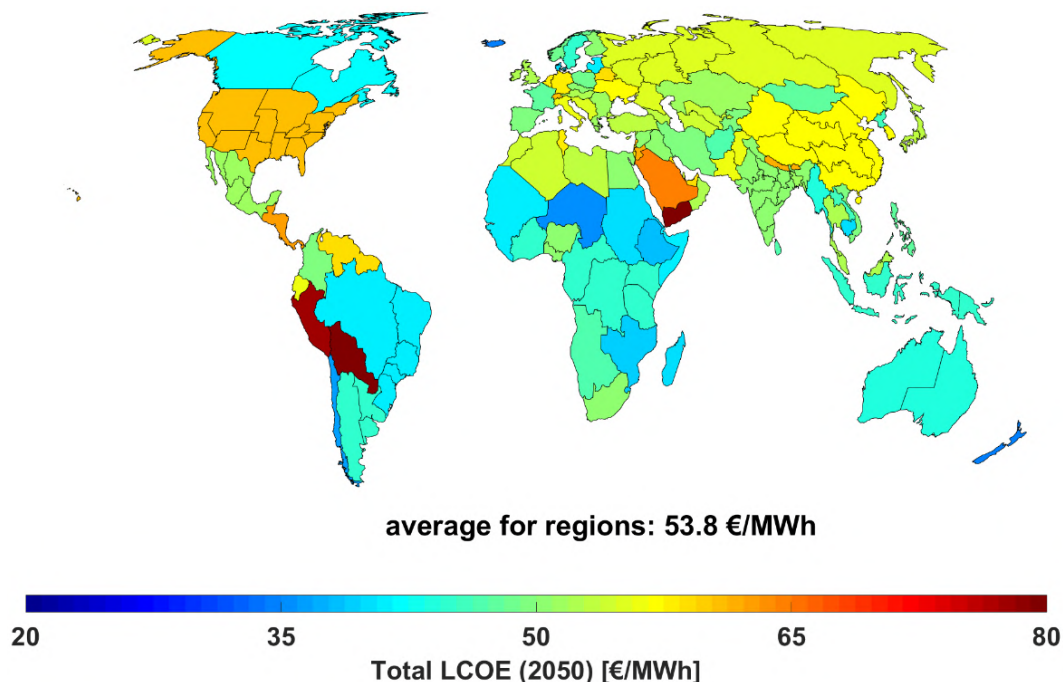 average for regions: 53.8 €/MWh
20 35 50 65 80
Total LCOE (2050) [€/MWh]